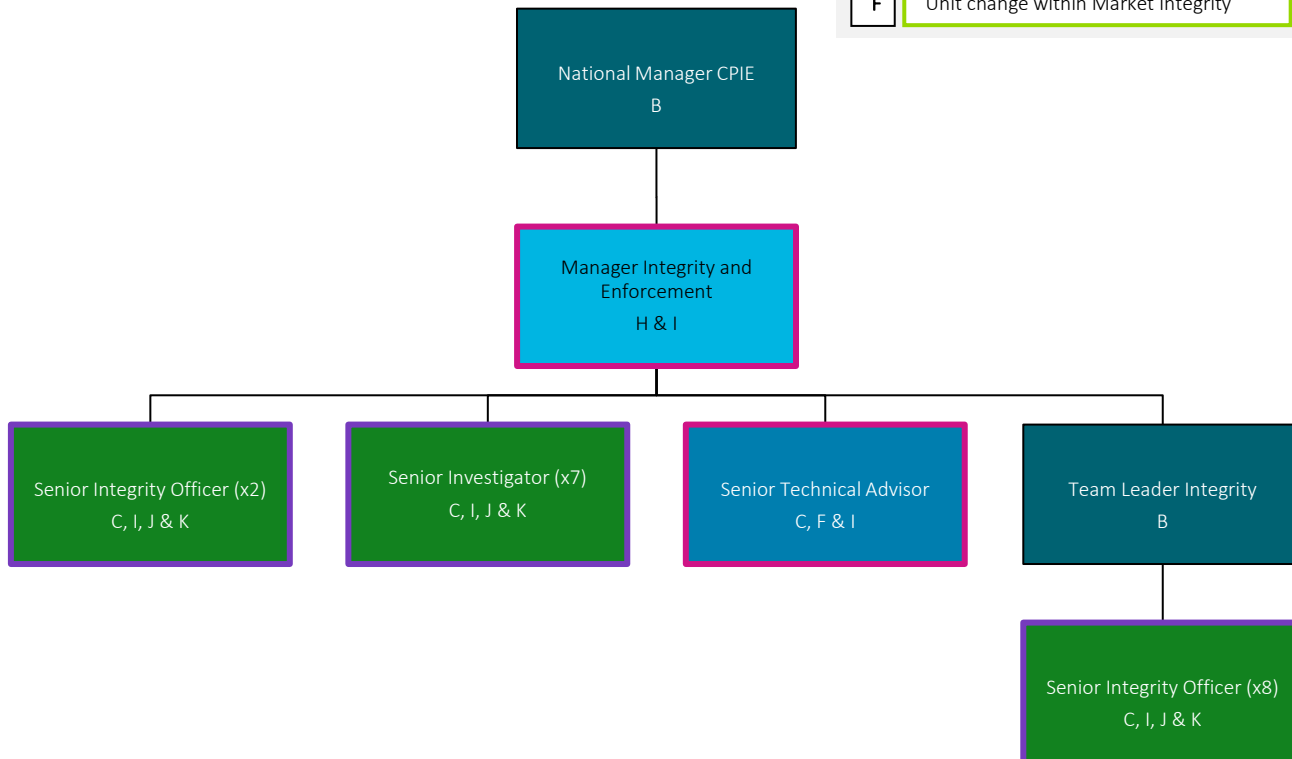 F
Unit change within Market Integrity
National Manager CPIE
B
Manager Integrity and
Enforcement
H & I
Senior Integrity Officer (x2)
C, I, J & K
Senior Investigator (x7)
C, I, J & K
Senior Technical Advisor
C, F & I
Team Leader Integrity
B
Senior Integrity Officer (x8)
C, I, J & K